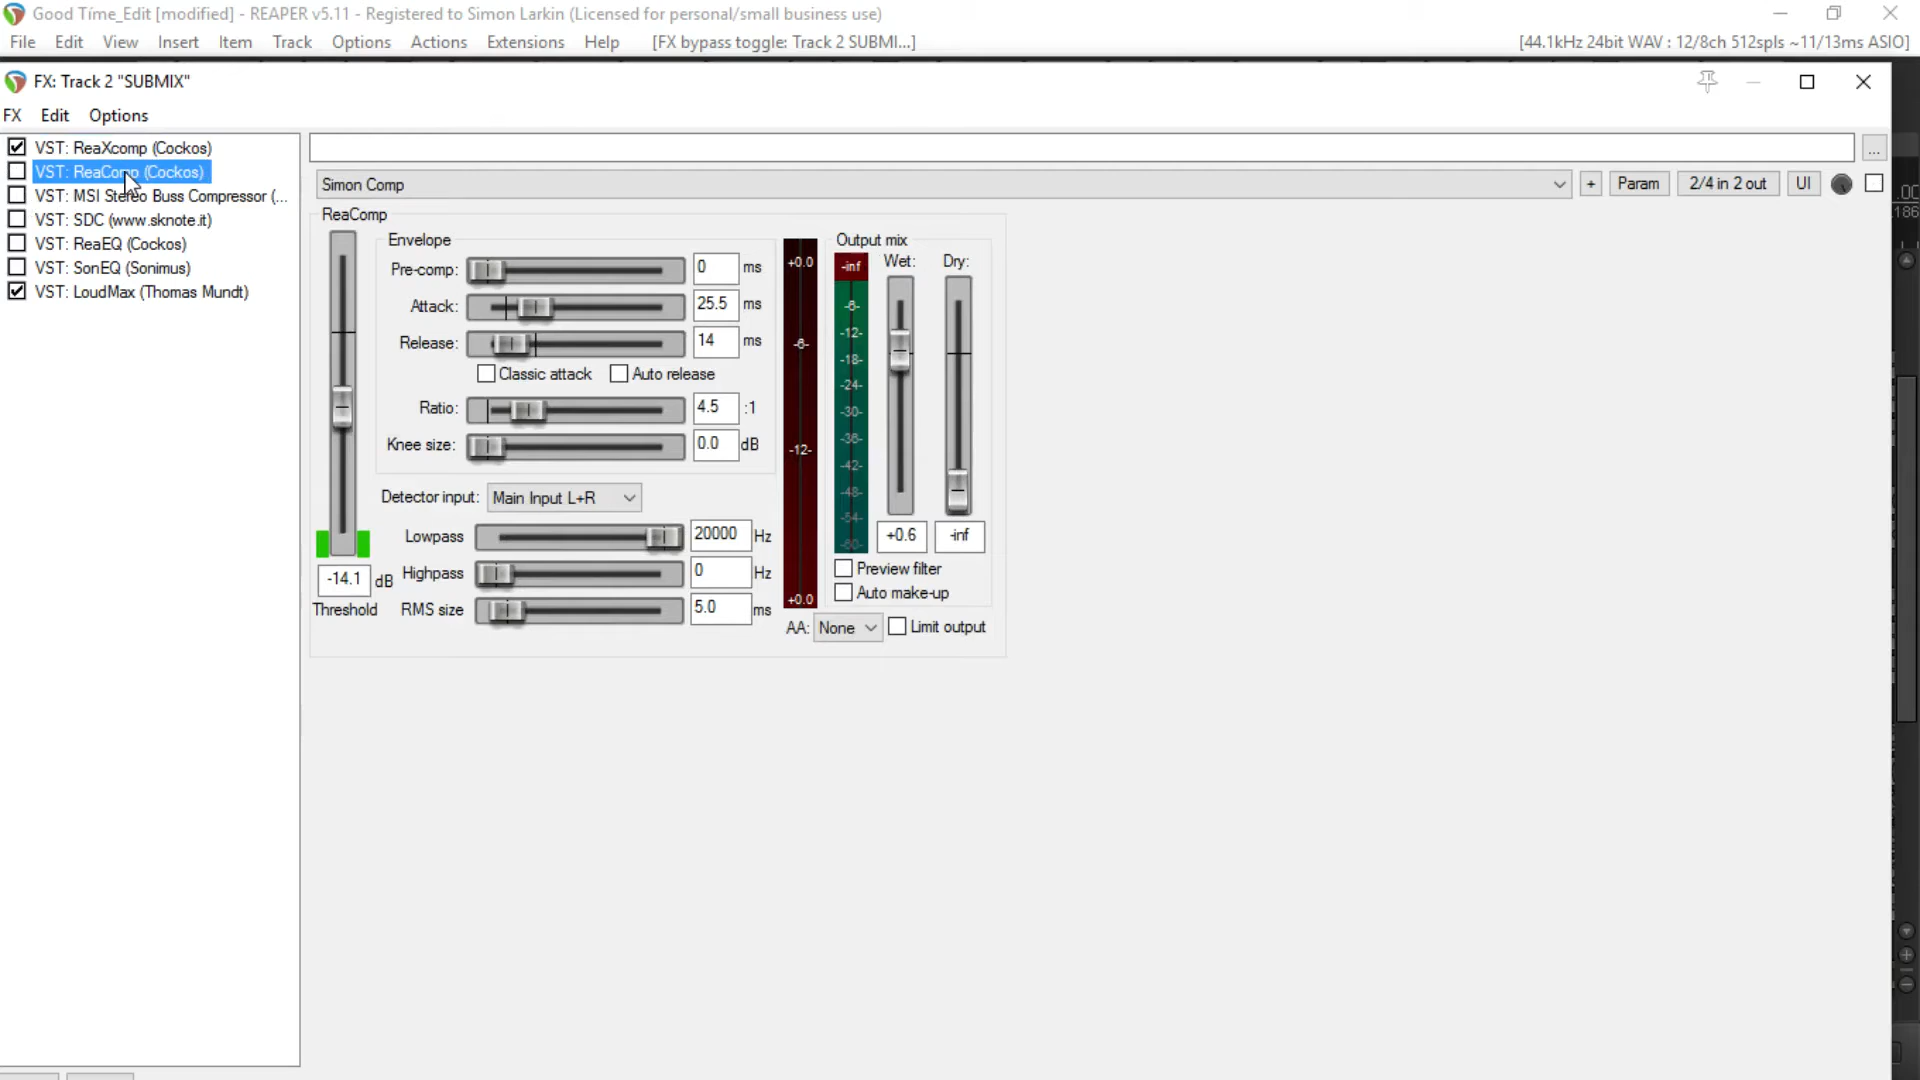 Good Time_Edit [modified] - REAPER v5.11 - Registered to Simon Larkin (Licensed for personal/small business use)
File Edit View Insert Item Track Options Actions Extensions Help [FX bypass toggle: Track 2 SUBMI...] [44.1kHz 24bit WAV : 12/8ch 512spls ~11/13ms ASIO]
FX: Track 2 "SUBMIX"
FX Edit Options
VST: ReaXcomp (Cockos)
VST: ReaComp (Cockos)
VST: MSI Stereo Buss Compressor (...
VST: SDC (www.sknote.it)
VST: ReaEQ (Cockos)
VST: SonEQ (Sonimus)
VST: LoudMax (Thomas Mundt)
...
Simon Comp + Param 2/4 in 2 out UI
ReaComp
Envelope
Pre-comp: 0 ms
Attack: 25.5 ms
Release: 14 ms
Classic attack Auto release
Ratio: 4.5 :1
Knee size: 0.0 dB
Detector input: Main Input L+R
Lowpass 20000 Hz
Highpass 0 Hz
RMS size 5.0 ms
-14.1 dB
Threshold
+0.0
-6-
-12-
+0.0
Output mix
Wet: Dry:
-inf
-6-
-12-
-18-
-24-
-30-
-36-
-42-
-48-
-54-
-60-
+0.6 -inf
Preview filter
Auto make-up
AA: None Limit output